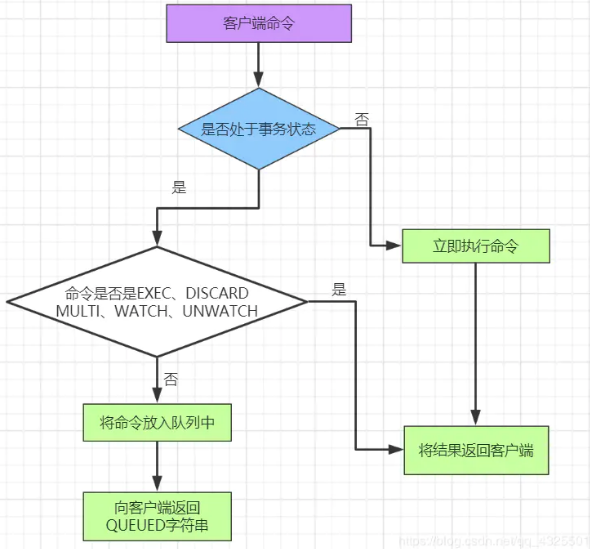 客户端命令
是否处于事务状态
否
是
立即执行命令
命令是否是EXEC、DISCARD
MULTI、WATCH、UNWATCH
是
否
将命令放入队列中
将结果返回客户端
向客户端返回
QUEUED字符串
https://blog.csdn.net/qq_4325501